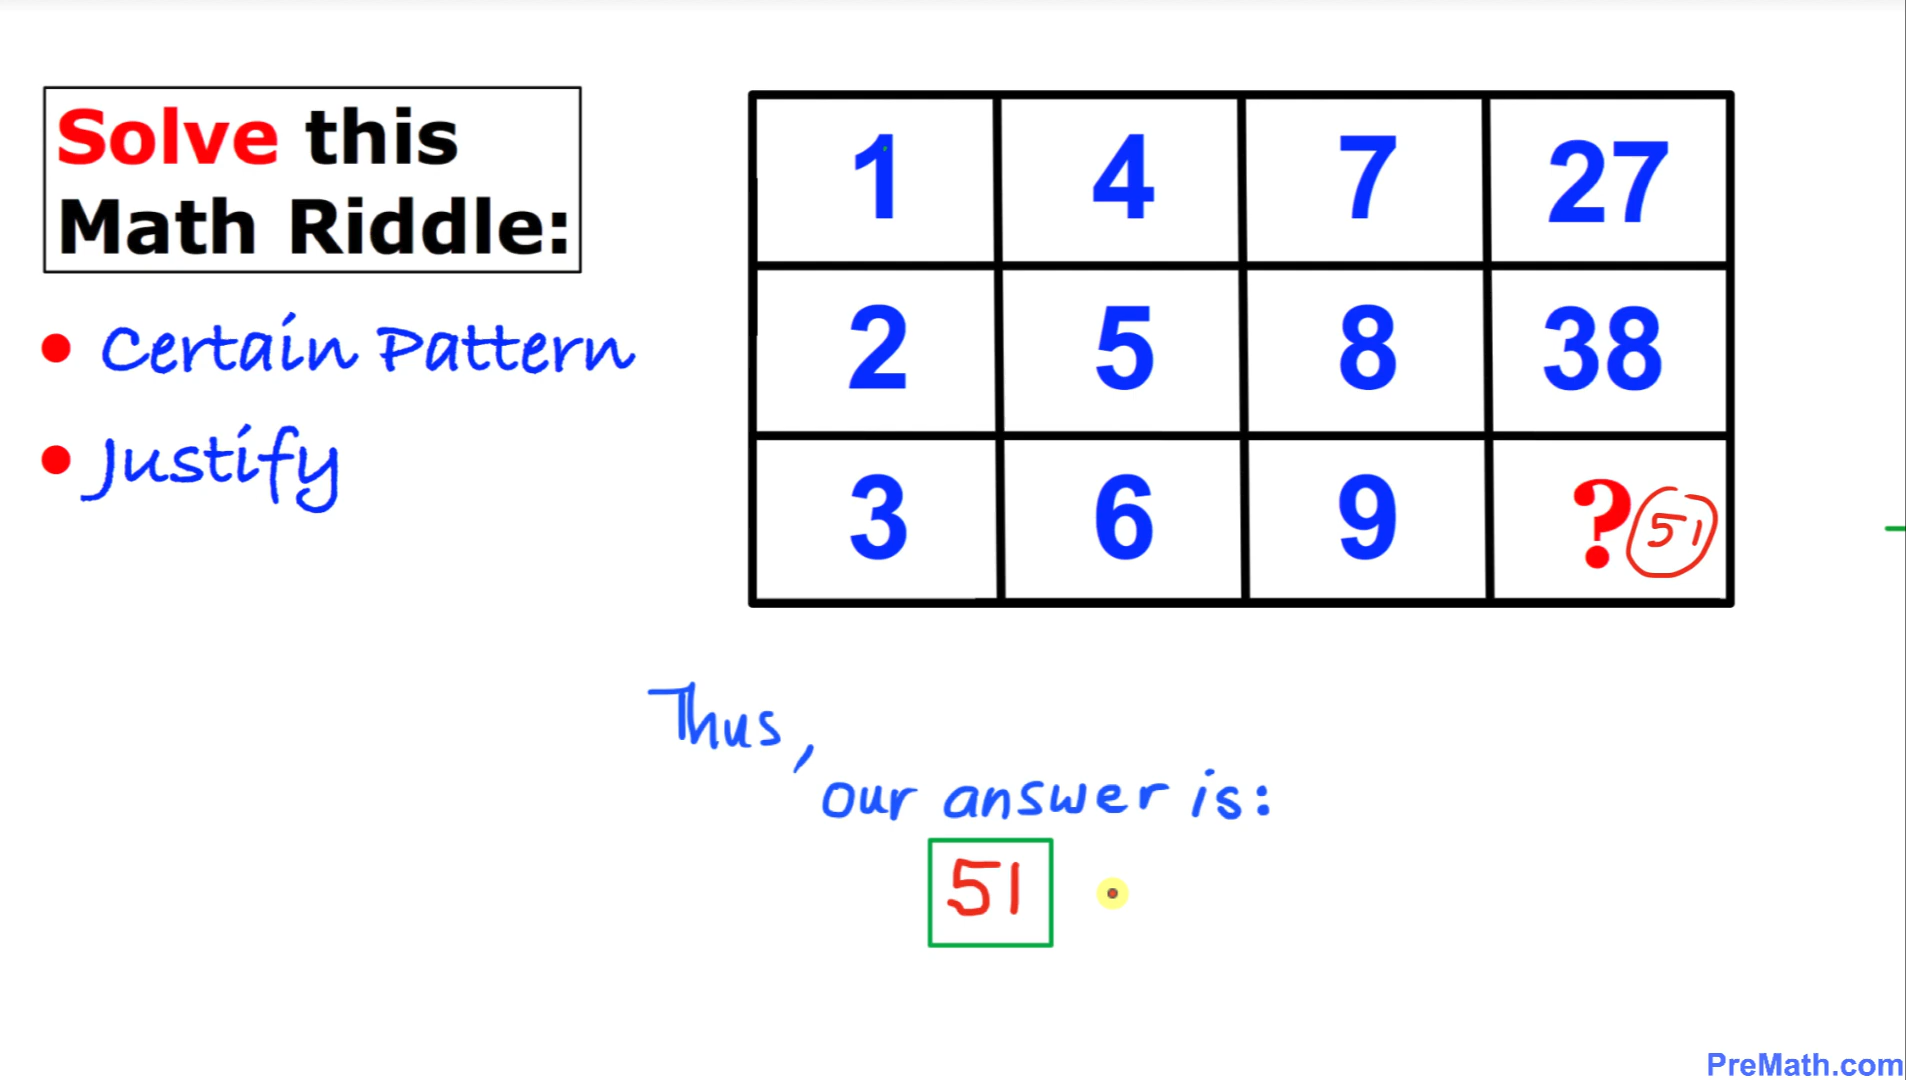 Solve this
Math Riddle:
• Certain Pattern
• Justify
1 4 7 27
2 5 8 38
3 6 9 ? 51
Thus,
our answer is:
51
PreMath.com